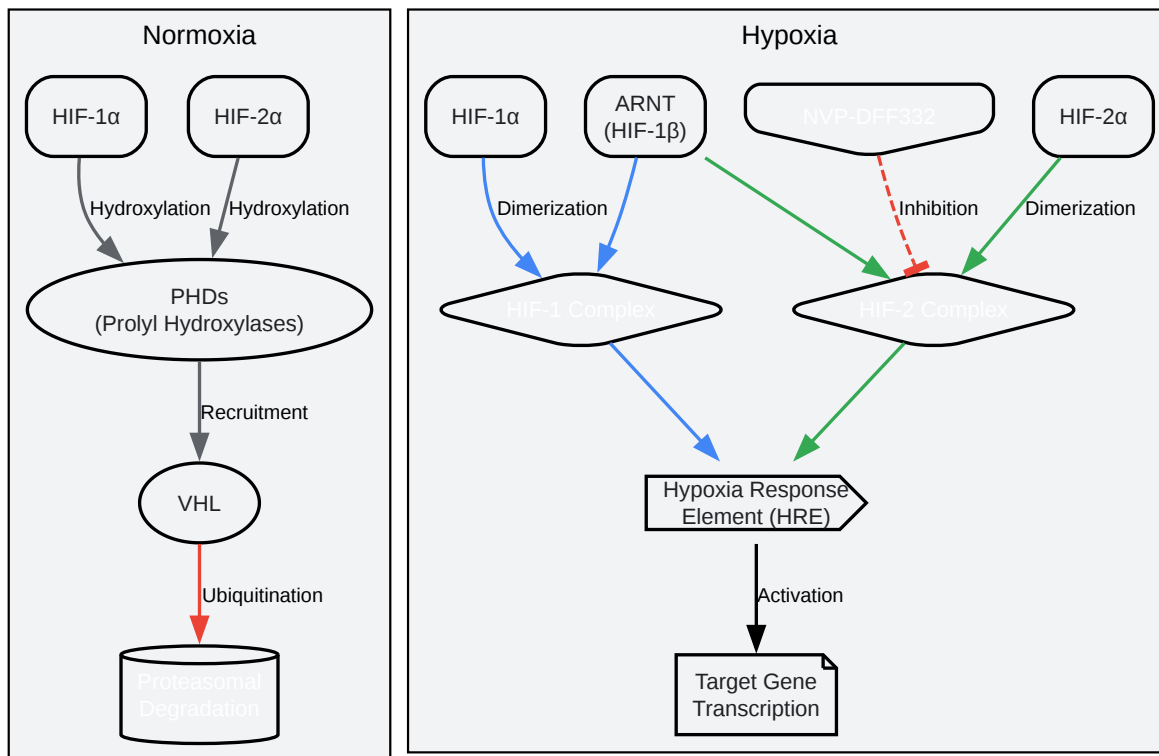 Normoxia
HIF-1α
HIF-2α
Hydroxylation
Hydroxylation
PHDs
(Prolyl Hydroxylases)
Recruitment
VHL
Ubiquitination
Proteasomal
Degradation
Hypoxia
HIF-1α
ARNT
(HIF-1β)
NVP-DFF332
HIF-2α
Dimerization
Inhibition
Dimerization
HIF-1 Complex
HIF-2 Complex
Hypoxia Response
Element (HRE)
Activation
Target Gene
Transcription